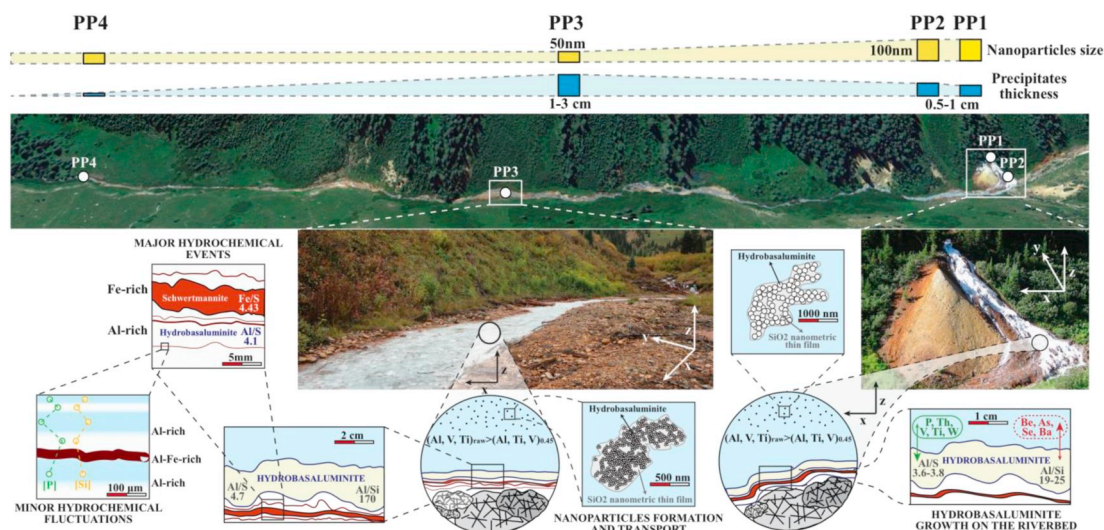 PP4
PP3
PP2 PP1
50nm
100nm
Nanoparticles size
Precipitates
thickness
1-3 cm
0.5-1 cm
PP4
PP3
PP1
PP2
MAJOR HYDROCHEMICAL
EVENTS
Fe-rich
Schwertmannite
Fe/S
4.43
Al-rich
Hydrobasaluminite
Al/S
4.1
5mm
Al-rich
Al-Fe-rich
Al-rich
[P]
[Si]
100 µm
MINOR HYDROCHEMICAL
FLUCTUATIONS
2 cm
HYDROBASALUMINITE
Al/S
4.7
Al/Si
170
z
y
x
z
x
(Al, V, Ti)raw>(Al, Ti, V)0.45
Hydrobasaluminite
500 nm
SiO2 nanometric
thin film
NANOPARTICLES FORMATION
AND TRANSPORT
Hydrobasaluminite
1000 nm
SiO2 nanometric
thin film
y
z
x
z
x
(Al, V, Ti)raw>(Al, Ti, V)0.45
P, Th,
V, Ti, W
1 cm
Be, As,
Se, Ba
HYDROBASALUMINITE
Al/S
3.6-3.8
Al/Si
19-25
HYDROBASALUMINITE
GROWTH ON THE RIVERBED